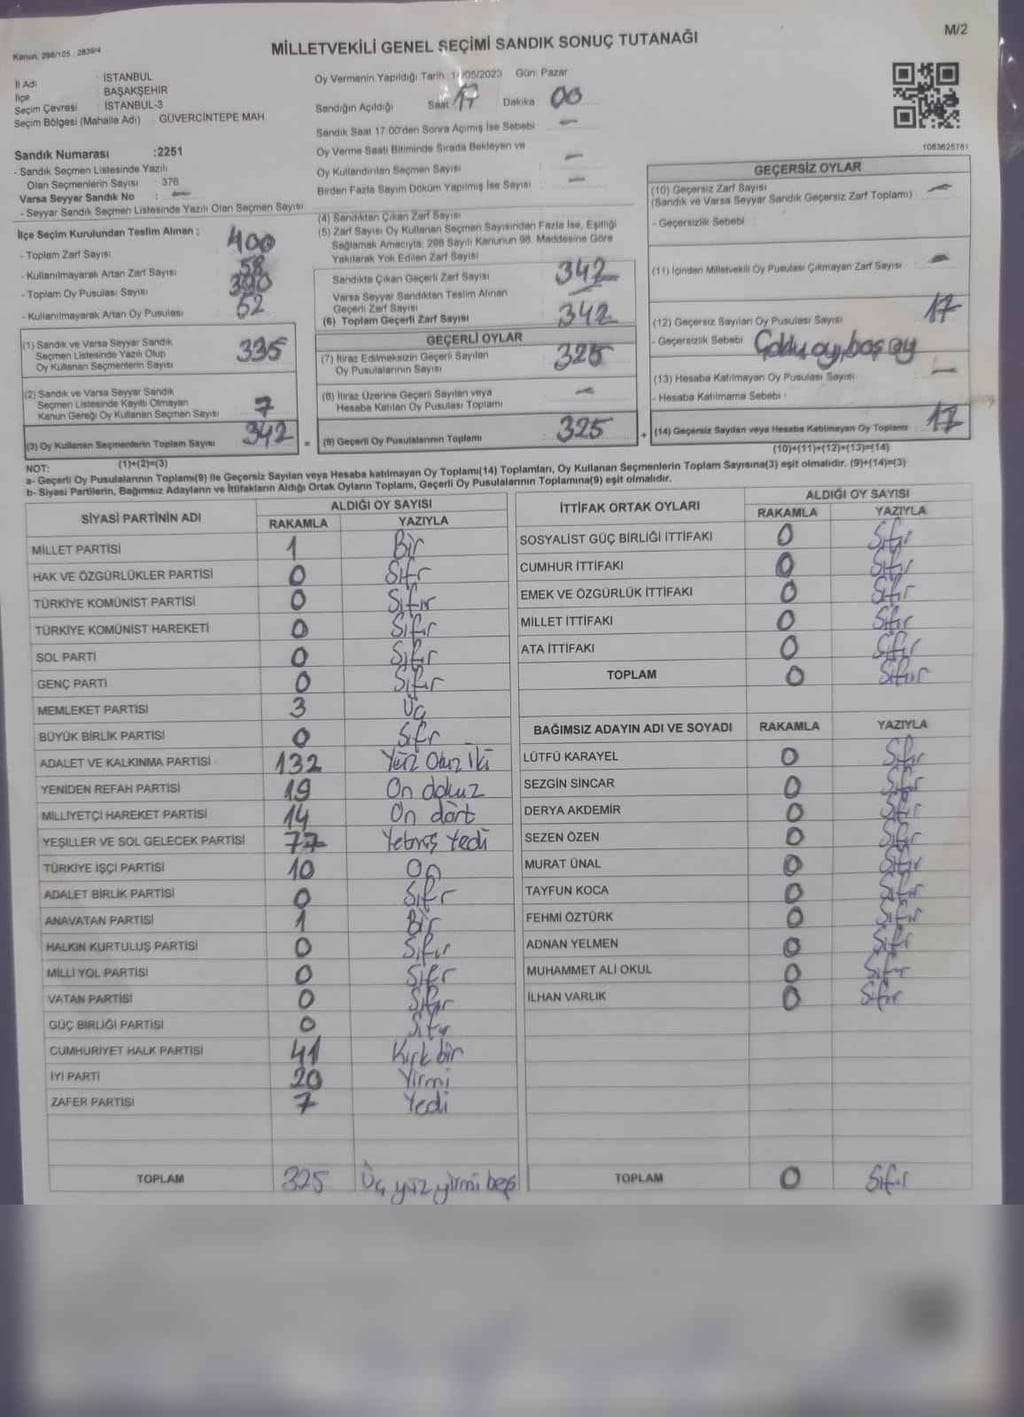 Kanun: 298/105 - 2839/4
MİLLETVEKİLİ GENEL SEÇİMİ SANDIK SONUÇ TUTANAĞI
M/2
İl Adı : İSTANBUL
İlçe : BAŞAKŞEHİR
Seçim Çevresi : İSTANBUL-3
Seçim Bölgesi (Mahalle Adı) : GÜVERCİNTEPE MAH
Oy Vermenin Yapıldığı Tarih : 14/05/2023 Gün: Pazar
Sandığın Açıldığı Saat 17 Dakika 00
Sandık Saat 17:00'den Sonra Açılmış İse Sebebi —
Oy Verme Saati Bitiminde Sırada Bekleyen ve
Oy Kullandırılan Seçmen Sayısı —
Birden Fazla Sayım Döküm Yapılmış İse Sayısı —
1083625781
Sandık Numarası :2251
- Sandık Seçmen Listesinde Yazılı
Olan Seçmenlerin Sayısı : 376
Varsa Seyyar Sandık No : —
- Seyyar Sandık Seçmen Listesinde Yazılı Olan Seçmen Sayısı
İlçe Seçim Kurulundan Teslim Alınan ;
- Toplam Zarf Sayısı 400
- Kullanılmayarak Artan Zarf Sayısı 58
- Toplam Oy Pusulası Sayısı
- Kullanılmayarak Artan Oy Pusulası 52
(1) Sandık ve Varsa Seyyar Sandık
Seçmen Listesinde Yazılı Olup
Oy Kullanan Seçmenlerin Sayısı 335
(2) Sandık ve Varsa Seyyar Sandık
Seçmen Listesinde Kayıtlı Olmayan
Kanun Gereği Oy Kullanan Seçmen Sayısı 7
(3) Oy Kullanan Seçmenlerin Toplam Sayısı 342 =
(1)+(2)=(3)
(4) Sandıktan Çıkan Zarf Sayısı
(5) Zarf Sayısı Oy Kullanan Seçmen Sayısından Fazla İse, Eşitliği
Sağlamak Amacıyla, 298 Sayılı Kanunun 98. Maddesine Göre
Yakılarak Yok Edilen Zarf Sayısı
Sandıkta Çıkan Geçerli Zarf Sayısı 342
Varsa Seyyar Sandıktan Teslim Alınan
Geçerli Zarf Sayısı —
(6) Toplam Geçerli Zarf Sayısı 342
GEÇERLİ OYLAR
(7) İtiraz Edilmeksizin Geçerli Sayılan
Oy Pusulalarının Sayısı 325
(8) İtiraz Üzerine Geçerli Sayılan veya
Hesaba Katılan Oy Pusulası Toplamı —
(9) Geçerli Oy Pusulalarının Toplamı 325 +
GEÇERSİZ OYLAR
(10) Geçersiz Zarf Sayısı
(Sandık ve Varsa Seyyar Sandık Geçersiz Zarf Toplamı) —
- Geçersizlik Sebebi :
(11) İçinden Milletvekili Oy Pusulası Çıkmayan Zarf Sayısı —
(12) Geçersiz Sayılan Oy Pusulası Sayısı 17
- Geçersizlik Sebebi : Çoklu oy, boş oy
(13) Hesaba Katılmayan Oy Pusulası Sayısı —
- Hesaba Katılmama Sebebi :
(14) Geçersiz Sayılan veya Hesaba Katılmayan Oy Toplamı 17
(10)+(11)+(12)+(13)=(14)
NOT:
a- Geçerli Oy Pusulalarının Toplamı(9) ile Geçersiz Sayılan veya Hesaba katılmayan Oy Toplamı(14) Toplamları, Oy Kullanan Seçmenlerin Toplam Sayısına(3) eşit olmalıdır. (9)+(14)=(3)
b- Siyasi Partilerin, Bağımsız Adayların ve İttifakların Aldığı Ortak Oyların Toplamı, Geçerli Oy Pusulalarının Toplamına(9) eşit olmalıdır.
SİYASİ PARTİNİN ADI ALDIĞI OY SAYISI
RAKAMLA YAZIYLA
MİLLET PARTİSİ 1 Bir
HAK VE ÖZGÜRLÜKLER PARTİSİ 0 Sıfır
TÜRKİYE KOMÜNİST PARTİSİ 0 Sıfır
TÜRKİYE KOMÜNİST HAREKETİ 0 Sıfır
SOL PARTİ 0 Sıfır
GENÇ PARTİ 0 Sıfır
MEMLEKET PARTİSİ 3 Üç
BÜYÜK BİRLİK PARTİSİ 0 Sıfır
ADALET VE KALKINMA PARTİSİ 132 Yüz Otuz İki
YENİDEN REFAH PARTİSİ 19 On dokuz
MİLLİYETÇİ HAREKET PARTİSİ 14 On dört
YEŞİLLER VE SOL GELECEK PARTİSİ 77 Yetmiş Yedi
TÜRKİYE İŞÇİ PARTİSİ 10 On
ADALET BİRLİK PARTİSİ 0 Sıfır
ANAVATAN PARTİSİ 1 Bir
HALKIN KURTULUŞ PARTİSİ 0 Sıfır
MİLLİ YOL PARTİSİ 0 Sıfır
VATAN PARTİSİ 0 Sıfır
GÜÇ BİRLİĞİ PARTİSİ 0 Sıfır
CUMHURİYET HALK PARTİSİ 41 Kırk bir
İYİ PARTİ 20 Yirmi
ZAFER PARTİSİ 7 Yedi
TOPLAM 325 Üç yüz yirmi beş
İTTİFAK ORTAK OYLARI ALDIĞI OY SAYISI
RAKAMLA YAZIYLA
SOSYALİST GÜÇ BİRLİĞİ İTTİFAKI 0 Sıfır
CUMHUR İTTİFAKI 0 Sıfır
EMEK VE ÖZGÜRLÜK İTTİFAKI 0 Sıfır
MİLLET İTTİFAKI 0 Sıfır
ATA İTTİFAKI 0 Sıfır
TOPLAM 0 Sıfır
BAĞIMSIZ ADAYIN ADI VE SOYADI RAKAMLA YAZIYLA
LÜTFÜ KARAYEL 0 Sıfır
SEZGİN SİNCAR 0 Sıfır
DERYA AKDEMİR 0 Sıfır
SEZEN ÖZEN 0 Sıfır
MURAT ÜNAL 0 Sıfır
TAYFUN KOCA 0 Sıfır
FEHMİ ÖZTÜRK 0 Sıfır
ADNAN YELMEN 0 Sıfır
MUHAMMET ALİ OKUL 0 Sıfır
İLHAN VARLIK 0 Sıfır
TOPLAM 0 Sıfır